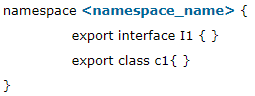 namespace <namespace_name> {
export interface I1 { }
export class c1{ }
}